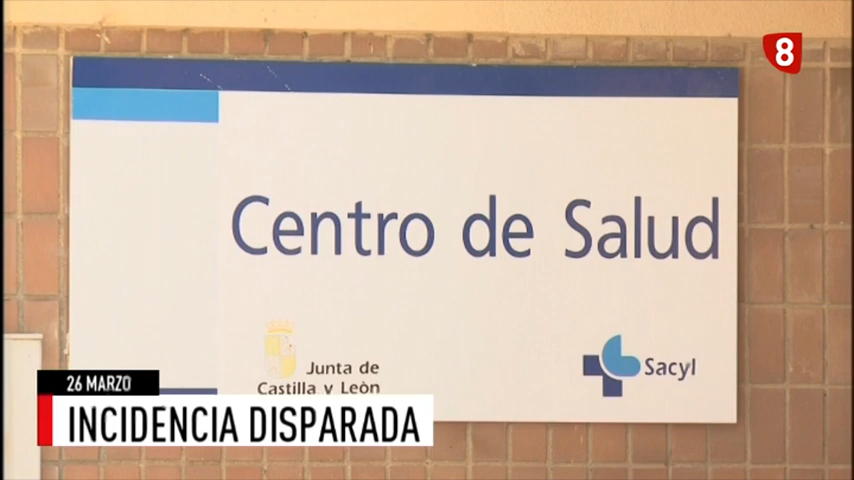 8
Centro de Salud
Junta de
Castilla y León
Sacyl
26 MARZO
INCIDENCIA DISPARADA